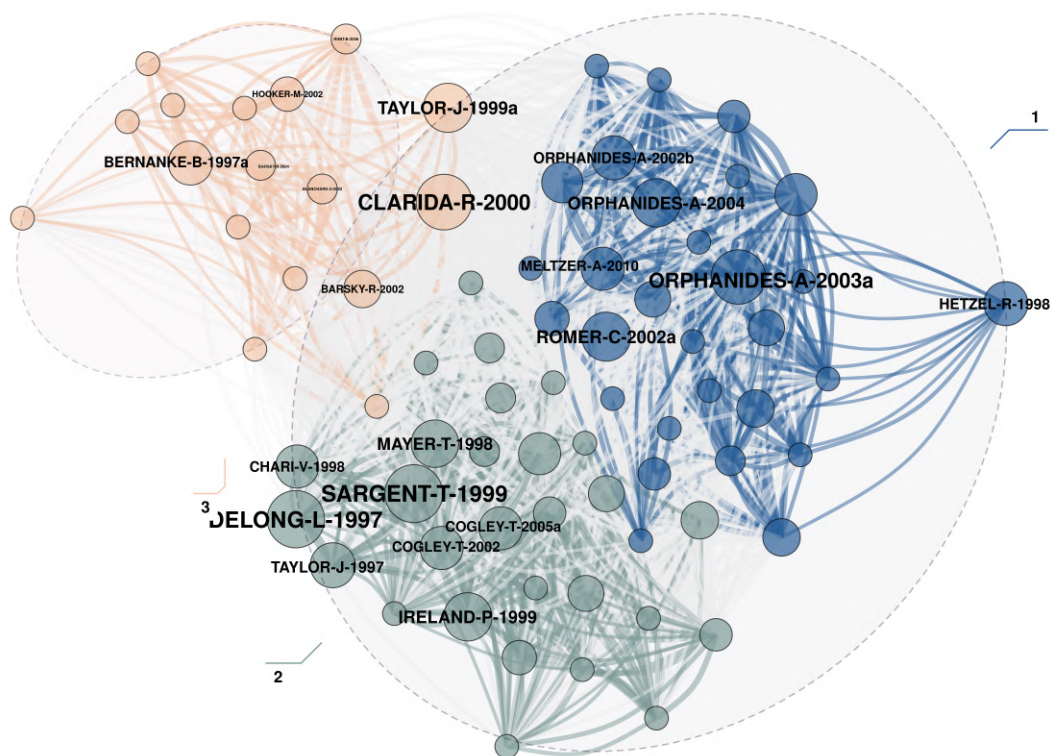 HOOKER-M-2002
TAYLOR-J-1999a
1
BERNANKE-B-1997a
ORPHANIDES-A-2002b
CLARIDA-R-2000
ORPHANIDES-A-2004
MELTZER-A-2010
ORPHANIDES-A-2003a
BARSKY-R-2002
HETZEL-R-1998
ROMER-C-2002a
MAYER-T-1998
CHARI-V-1998
SARGENT-T-1999
3
DELONG-L-1997
COGLEY-T-2005a
COGLEY-T-2002
TAYLOR-J-1997
IRELAND-P-1999
2